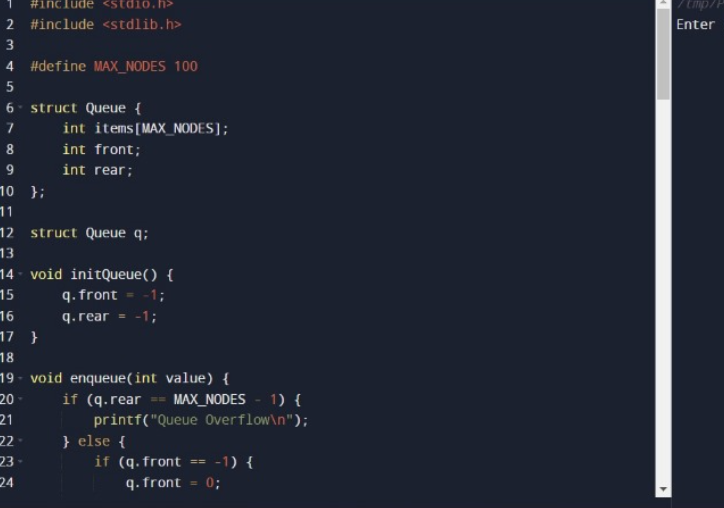 1 #include <stdio.h>
2 #include <stdlib.h>
3
4 #define MAX_NODES 100
5
6 struct Queue {
7     int items[MAX_NODES];
8     int front;
9     int rear;
10 };
11
12 struct Queue q;
13
14 void initQueue() {
15     q.front = -1;
16     q.rear = -1;
17 }
18
19 void enqueue(int value) {
20     if (q.rear == MAX_NODES - 1) {
21         printf("Queue Overflow\n");
22     } else {
23         if (q.front == -1) {
24             q.front = 0;
Enter